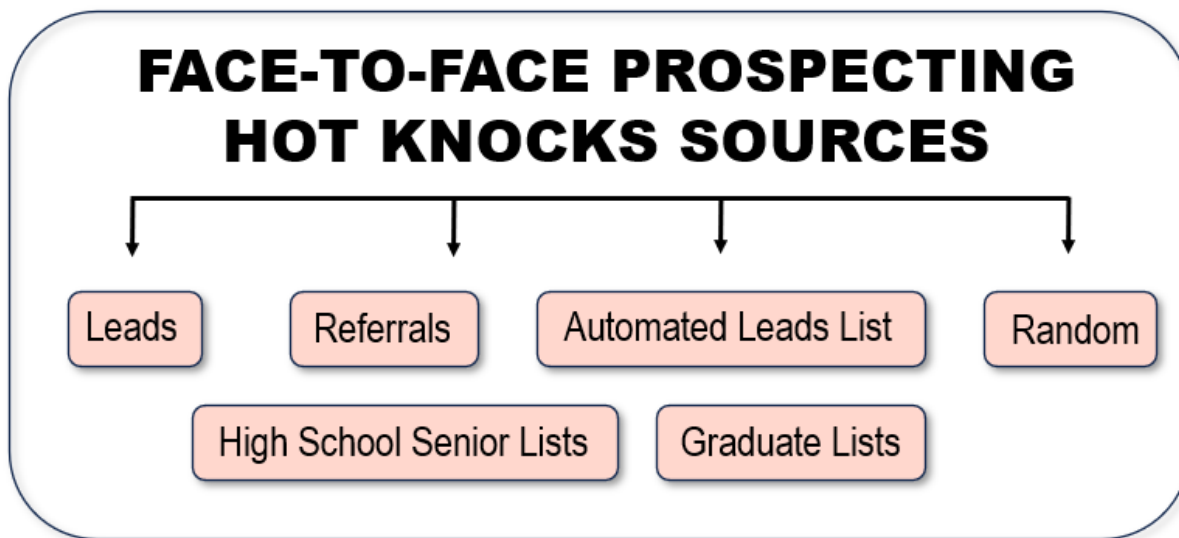 FACE-TO-FACE PROSPECTING
HOT KNOCKS SOURCES
Leads
Referrals
Automated Leads List
Random
High School Senior Lists
Graduate Lists